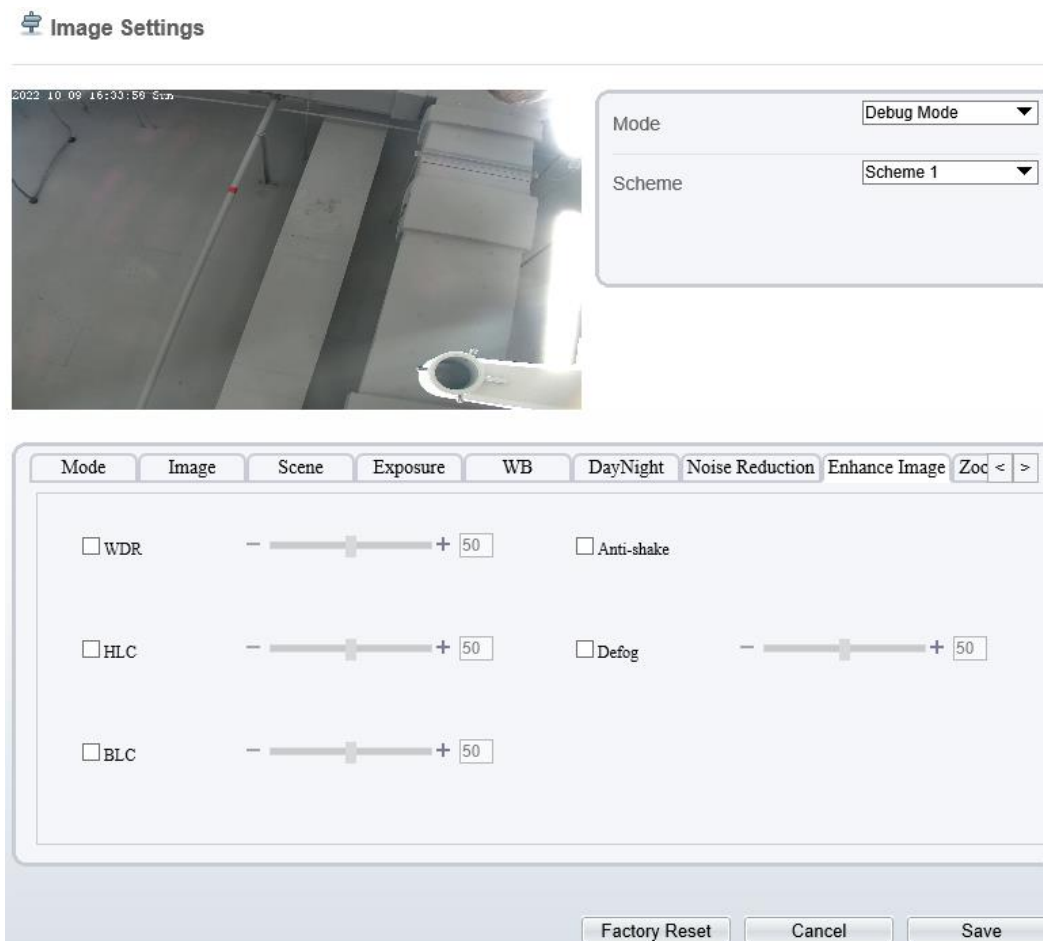 Image Settings
2022 10 09 16:33:58 Sun
Mode
Debug Mode
Scheme
Scheme 1
Mode Image Scene Exposure WB DayNight Noise Reduction Enhance Image Zoc < >
WDR − + 50 Anti-shake
HLC − + 50 Defog − + 50
BLC − + 50
Factory Reset Cancel Save